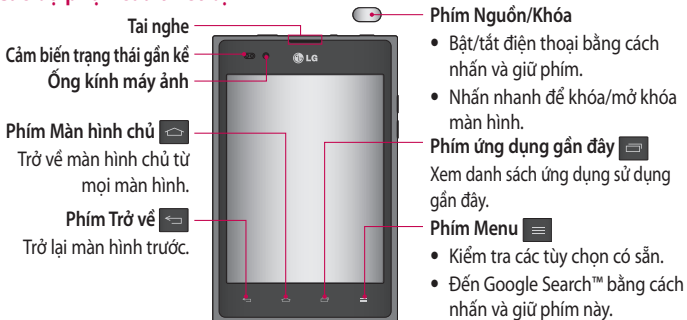 Tai nghe
Cảm biến trạng thái gần kề
Ống kính máy ảnh
Phím Màn hình chủ
Trở về màn hình chủ từ
mọi màn hình.
Phím Trở về
Trở lại màn hình trước.
LG
Phím Nguồn/Khóa
• Bật/tắt điện thoại bằng cách
nhấn và giữ phím.
• Nhấn nhanh để khóa/mở khóa
màn hình.
Phím ứng dụng gần đây
Xem danh sách ứng dụng sử dụng
gần đây.
Phím Menu
• Kiểm tra các tùy chọn có sẵn.
• Đến Google Search™ bằng cách
nhấn và giữ phím này.